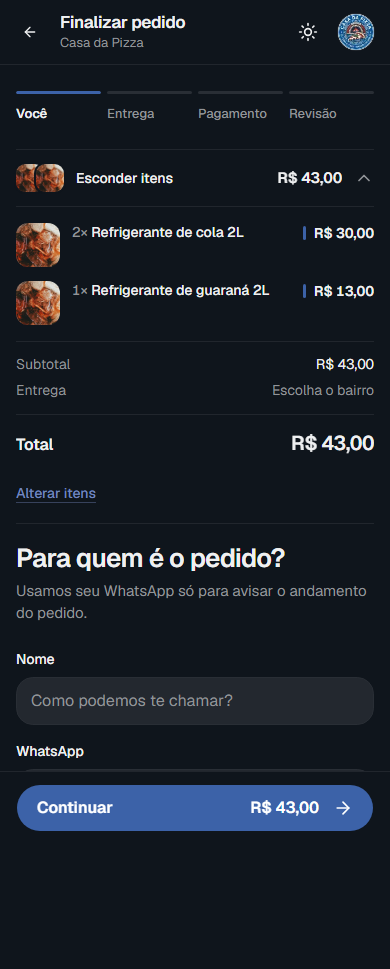 Finalizar pedido
Casa da Pizza
CASA DA PIZZA
Você
Entrega
Pagamento
Revisão
Esconder itens R$ 43,00
2× Refrigerante de cola 2L R$ 30,00
1× Refrigerante de guaraná 2L R$ 13,00
Subtotal R$ 43,00
Entrega Escolha o bairro
Total R$ 43,00
Alterar itens
Para quem é o pedido?
Usamos seu WhatsApp só para avisar o andamento
do pedido.
Nome
Como podemos te chamar?
WhatsApp
Continuar R$ 43,00